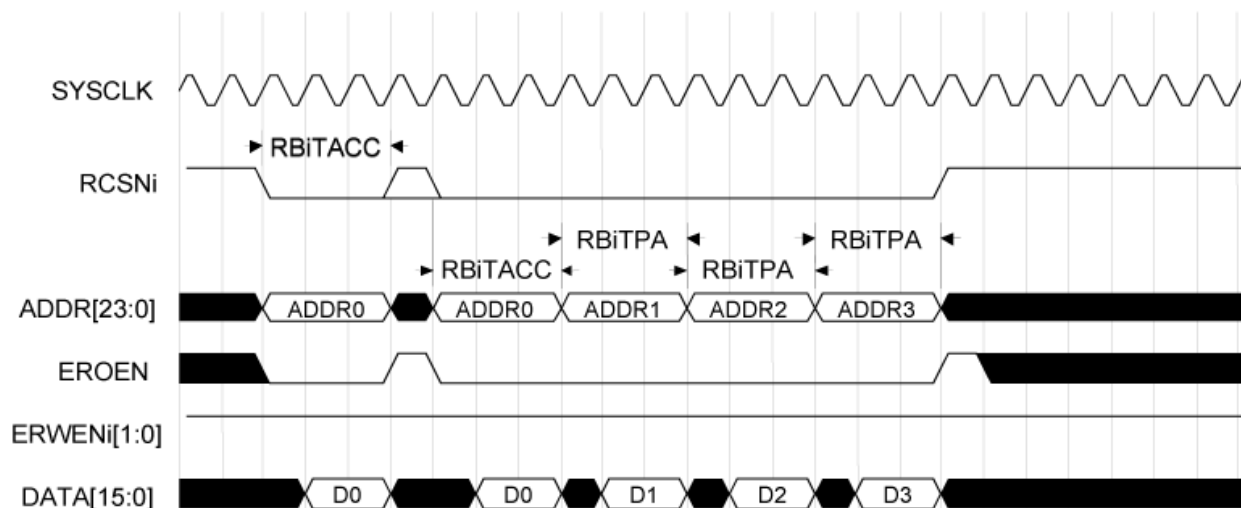 SYSCLK
RBiTACC
RCSNi
RBiTPA RBiTPA
RBiTACC RBiTPA
ADDR[23:0] ADDR0 ADDR0 ADDR1 ADDR2 ADDR3
EROEN
ERWENi[1:0]
DATA[15:0] D0 D0 D1 D2 D3